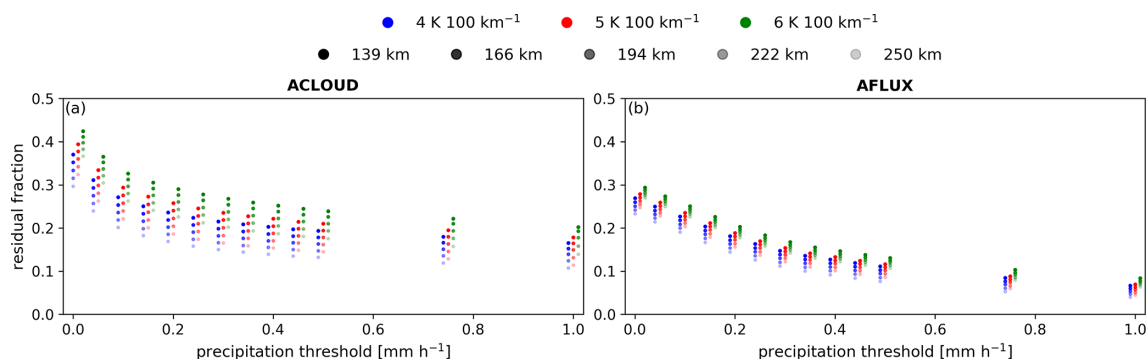 4 K 100 km⁻¹ 5 K 100 km⁻¹ 6 K 100 km⁻¹
139 km 166 km 194 km 222 km 250 km
ACLOUD
(a)
0.5
0.4
0.3
0.2
0.1
0.0
residual fraction
0.0 0.2 0.4 0.6 0.8 1.0
precipitation threshold [mm h⁻¹]
AFLUX
(b)
0.5
0.4
0.3
0.2
0.1
0.0
0.0 0.2 0.4 0.6 0.8 1.0
precipitation threshold [mm h⁻¹]